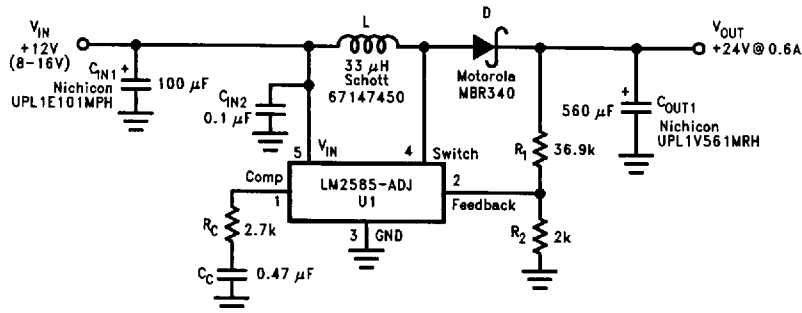 V_IN
+12V
(8–16V)
C_IN1 +
Nichicon
UPL1E101MPH
100 μF
C_IN2
0.1 μF
L
33 μH
Schott
67147450
D
Motorola
MBR340
V_OUT
+24V@0.6A
560 μF
+
C_OUT1
Nichicon
UPL1V561MRH
R_1 36.9k
R_2 2k
5
V_IN
4
Switch
Comp
1
LM2585-ADJ
U1
2
Feedback
3
GND
R_C 2.7k
C_C 0.47 μF